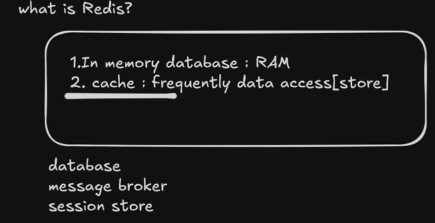 what is Redis?
1.In memory database : RAM
2. cache : frequently data access[store]
database
message broker
session store